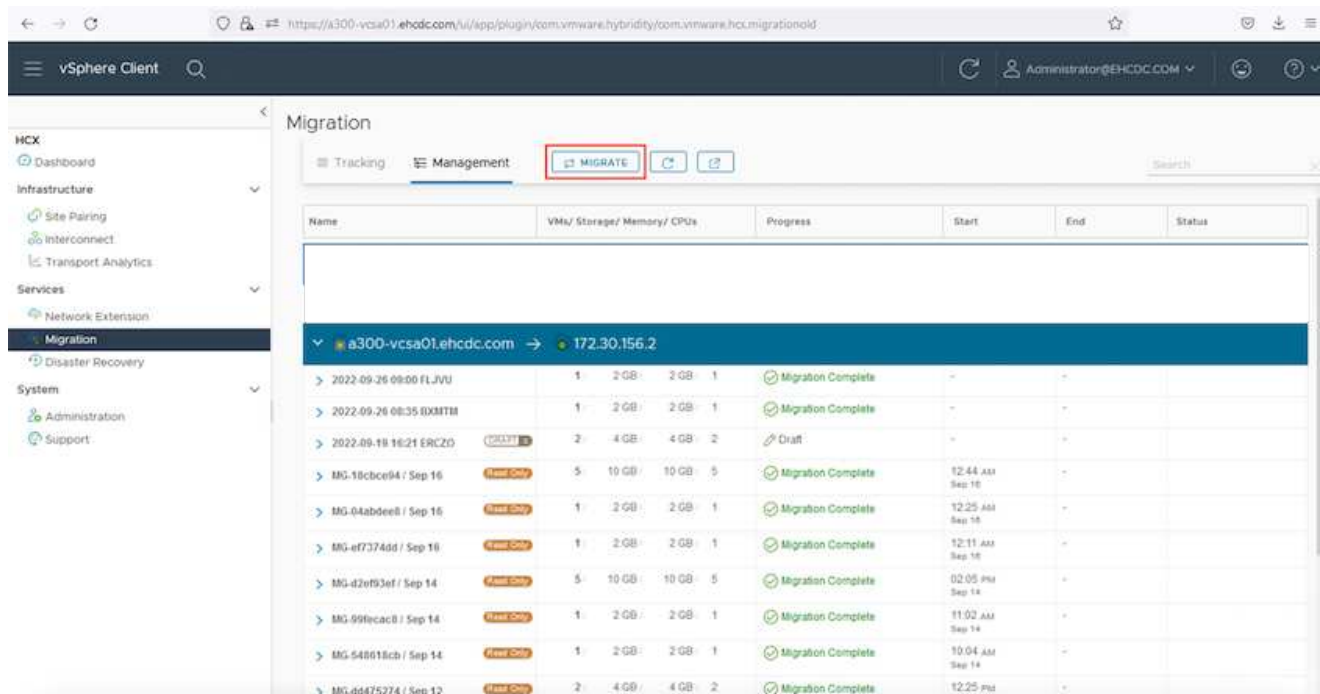 https://a300-vcsa01.ehcdc.com/ui/app/plugin/com.vmware.hybridity/com.vmware.hcx.migrationold
vSphere Client
Administrator@EHCDC.COM
Migration
HCX
Dashboard
Infrastructure
Site Pairing
Interconnect
Transport Analytics
Services
Network Extension
Migration
Disaster Recovery
System
Administration
Support
Tracking Management MIGRATE Search
Name VMs/ Storage/ Memory/ CPUs Progress Start End Status
a300-vcsa01.ehcdc.com → 172.30.156.2
2022-09-26 09:00 FLJVU 1 2 GB 2 GB 1 Migration Complete - -
2022-09-26 08:35 BXMTM 1 2 GB 2 GB 1 Migration Complete - -
2022-09-19 16:21 ERCZO DRAFT 2 4 GB 4 GB 2 Draft - -
MG-18cbce94 / Sep 16 Read Only 5 10 GB 10 GB 5 Migration Complete 12:44 AM -
Sep 16
MG-04abdee8 / Sep 16 Read Only 1 2 GB 2 GB 1 Migration Complete 12:25 AM -
Sep 16
MG-ef7374dd / Sep 16 Read Only 1 2 GB 2 GB 1 Migration Complete 12:11 AM -
Sep 16
MG-d2ef93ef / Sep 14 Read Only 5 10 GB 10 GB 5 Migration Complete 02:05 PM -
Sep 14
MG-99fecac8 / Sep 14 Read Only 1 2 GB 2 GB 1 Migration Complete 11:02 AM -
Sep 14
MG-548618cb / Sep 14 Read Only 1 2 GB 2 GB 1 Migration Complete 10:04 AM -
Sep 14
MG-dd475274 / Sep 12 Read Only 2 4 GB 4 GB 2 Migration Complete 12:25 PM -